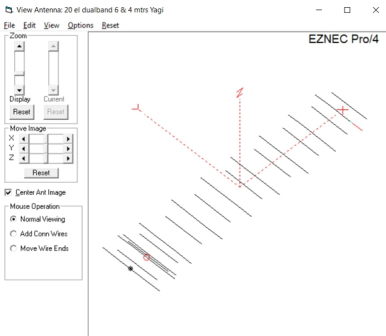 View Antenna: 20 el dualband 6 & 4 mtrs Yagi
File Edit View Options Reset
EZNEC Pro/4
Zoom
Display Current
Reset Reset
Move Image
X
Y
Z
Reset
Center Ant Image
Mouse Operation
Normal Viewing
Add Conn Wires
Move Wire Ends
Z
Y
X